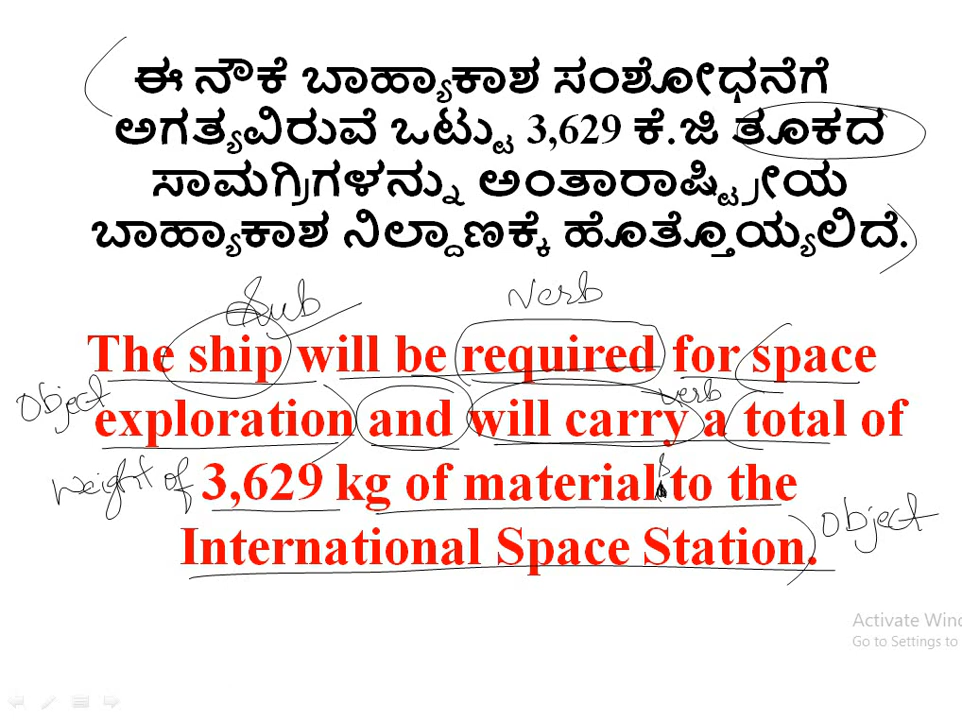 ಈ ನೌಕೆ ಬಾಹ್ಯಾಕಾಶ ಸಂಶೋಧನೆಗೆ
ಅಗತ್ಯವಿರುವೆ ಒಟ್ಟು 3,629 ಕೆ.ಜಿ ತೂಕದ
ಸಾಮಗ್ರಿಗಳನ್ನು ಅಂತಾರಾಷ್ಟ್ರೀಯ
ಬಾಹ್ಯಾಕಾಶ ನಿಲ್ದಾಣಕ್ಕೆ ಹೊತ್ತೊಯ್ಯಲಿದೆ.
Sub Verb
The ship will be required for space
object verb
exploration and will carry a total of
weight of 3,629 kg of materials to the
object
International Space Station.
Activate Wind
Go to Settings to